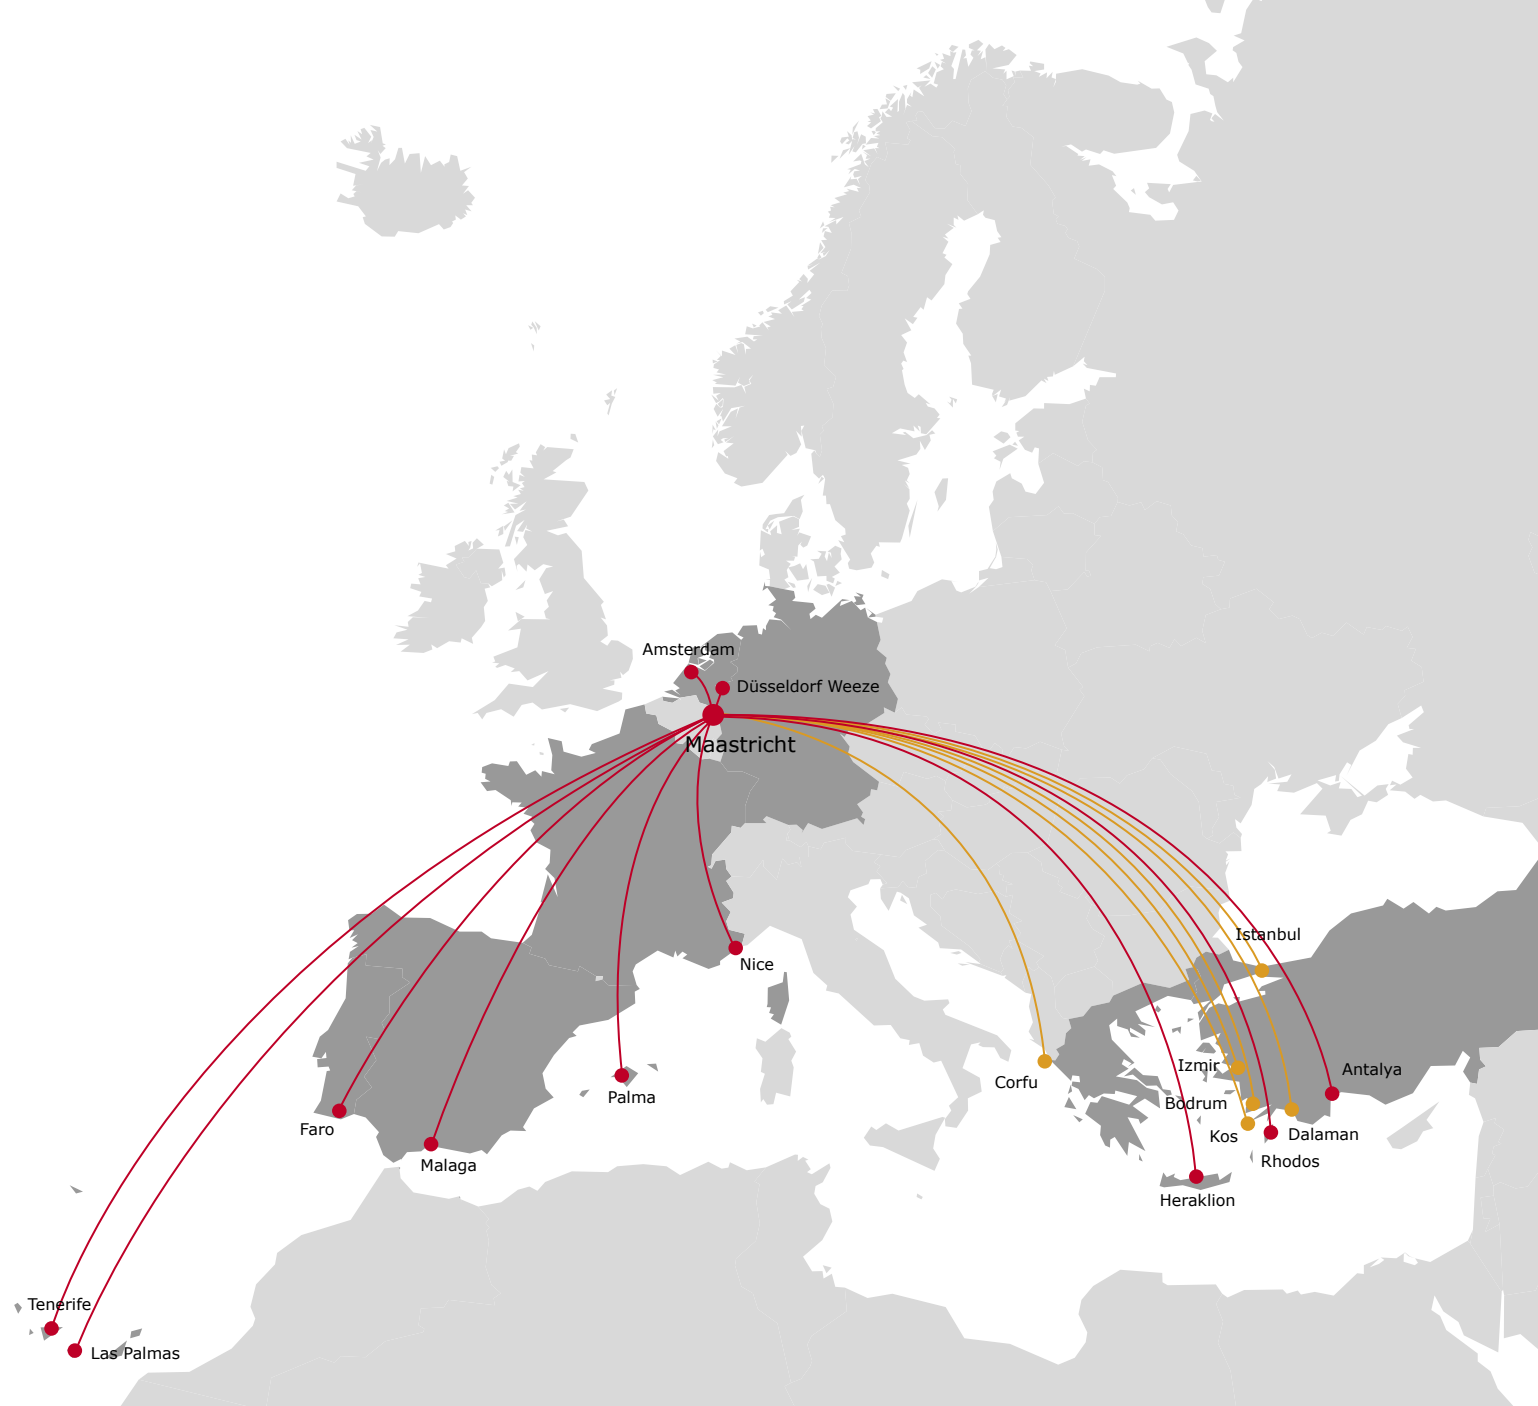 Amsterdam
Düsseldorf Weeze
Maastricht
Istanbul
Nice
Izmir
Antalya
Corfu
Palma
Bodrum
Faro
Kos
Dalaman
Malaga
Rhodos
Heraklion
Tenerife
Las Palmas